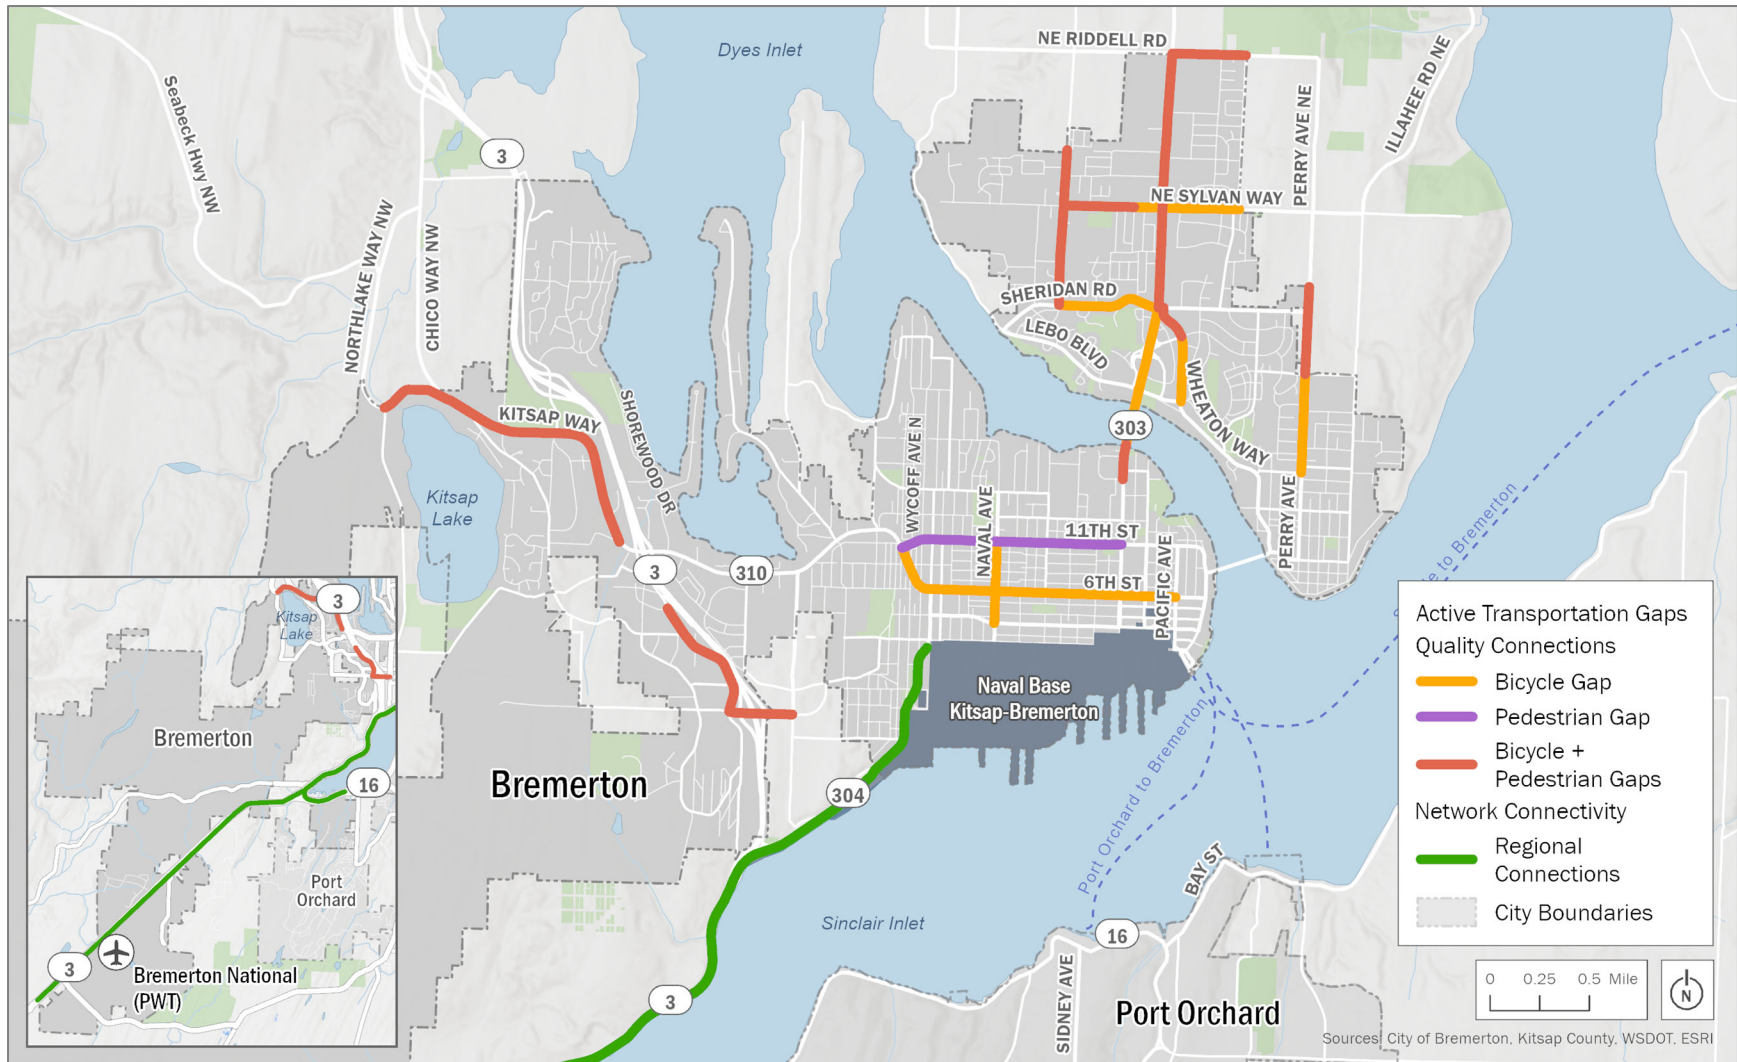 Dyes Inlet
NE RIDDELL RD
Seabeck Hwy NW
3
PERRY AVE NE
ILLAHEE RD NE
NE SYLVAN WAY
NORTHLAKE WAY NW
CHICO WAY NW
SHERIDAN RD
LEBO BLVD
KITSAP WAY
SHOREWOOD DR
WHEATON WAY
303
WYCOFF AVE N
Kitsap
Lake
NAVAL AVE
11TH ST
PACIFIC AVE
PERRY AVE
6TH ST
3
310
to Bremerton
Naval Base
Kitsap-Bremerton
Bremerton
304
Port Orchard to Bremerton
BAY ST
Sinclair Inlet
16
3
SIDNEY AVE
Port Orchard
3
Kitsap
Lake
Bremerton
16
Port
Orchard
3
Bremerton National
(PWT)
Active Transportation Gaps
Quality Connections
Bicycle Gap
Pedestrian Gap
Bicycle +
Pedestrian Gaps
Network Connectivity
Regional
Connections
City Boundaries
0 0.25 0.5 Mile
N
Sources: City of Bremerton, Kitsap County, WSDOT, ESRI